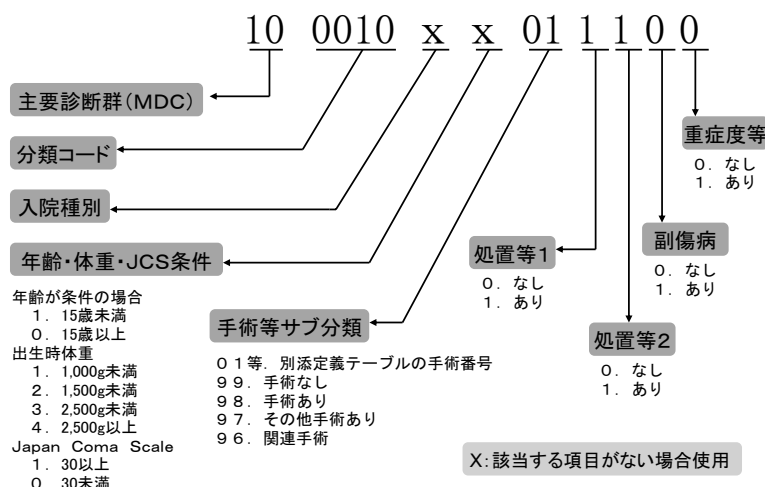 10 0010 x x 01 1 1 0 0
主要診断群(MDC)
分類コード
入院種別
年齢・体重・JCS条件
年齢が条件の場合
1. 15歳未満
0. 15歳以上
出生時体重
1. 1,000g未満
2. 1,500g未満
3. 2,500g未満
4. 2,500g以上
Japan Coma Scale
1. 30以上
0. 30未満
手術等サブ分類
01等. 別添定義テーブルの手術番号
99. 手術なし
98. 手術あり
97. その他手術あり
96. 関連手術
処置等1
0. なし
1. あり
処置等2
0. なし
1. あり
副傷病
0. なし
1. あり
重症度等
0. なし
1. あり
X:該当する項目がない場合使用